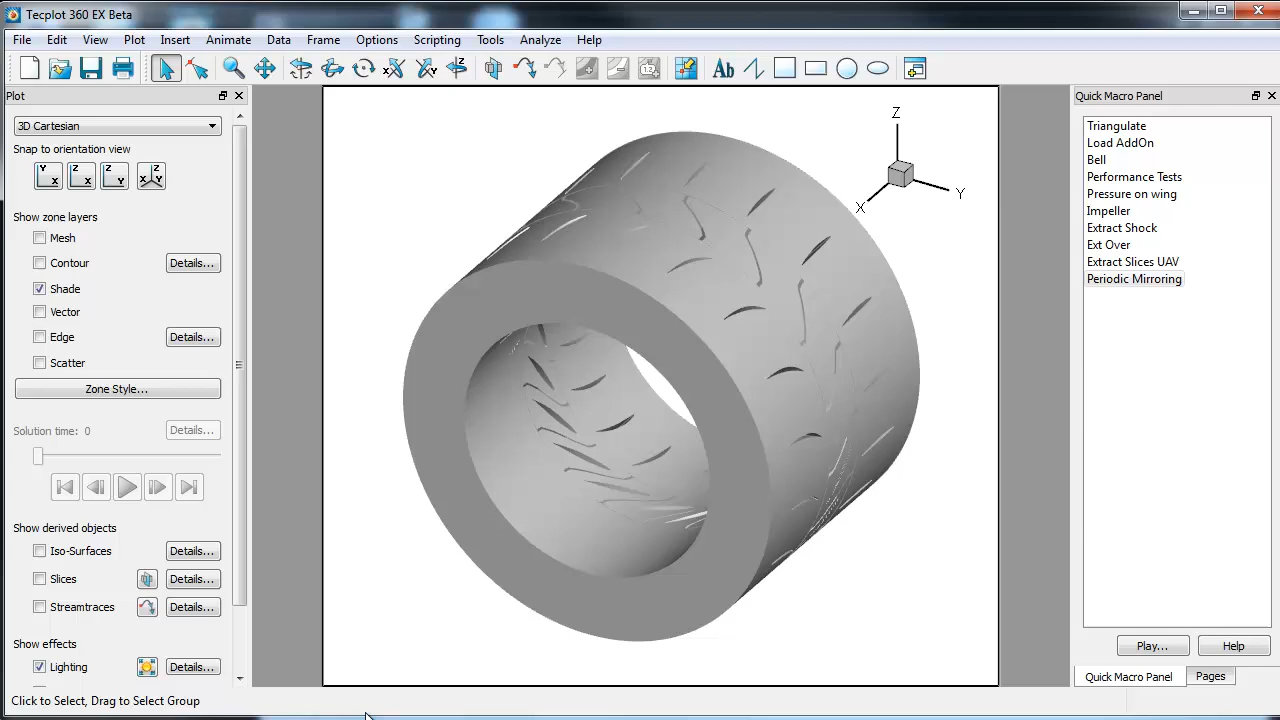 Tecplot 360 EX Beta
File Edit View Plot Insert Animate Data Frame Options Scripting Tools Analyze Help
Plot
3D Cartesian
Snap to orientation view
Y X Z X Z Y Z X Y
Show zone layers
Mesh
Contour Details...
Shade
Vector
Edge Details...
Scatter
Zone Style...
Solution time: 0 Details...
Show derived objects
Iso-Surfaces Details...
Slices Details...
Streamtraces Details...
Show effects
Lighting Details...
Click to Select, Drag to Select Group
Z
Y
X
Quick Macro Panel
Triangulate
Load AddOn
Bell
Performance Tests
Pressure on wing
Impeller
Extract Shock
Ext Over
Extract Slices UAV
Periodic Mirroring
Play... Help
Quick Macro Panel Pages